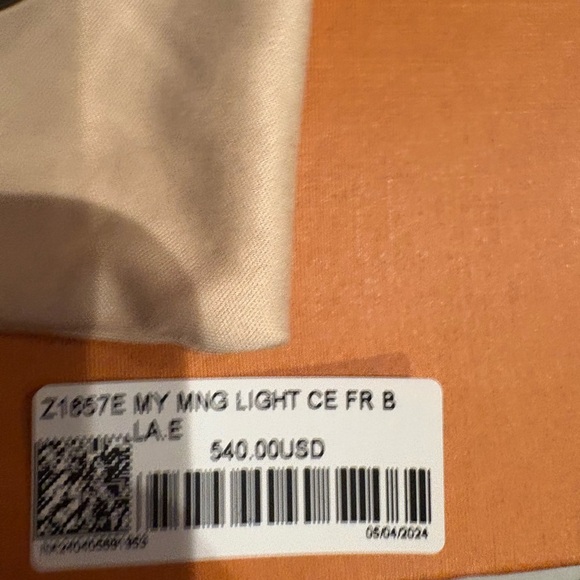 Z1657E MY MNG LIGHT CE FR B
LA.E
540.00USD
05/04/2024